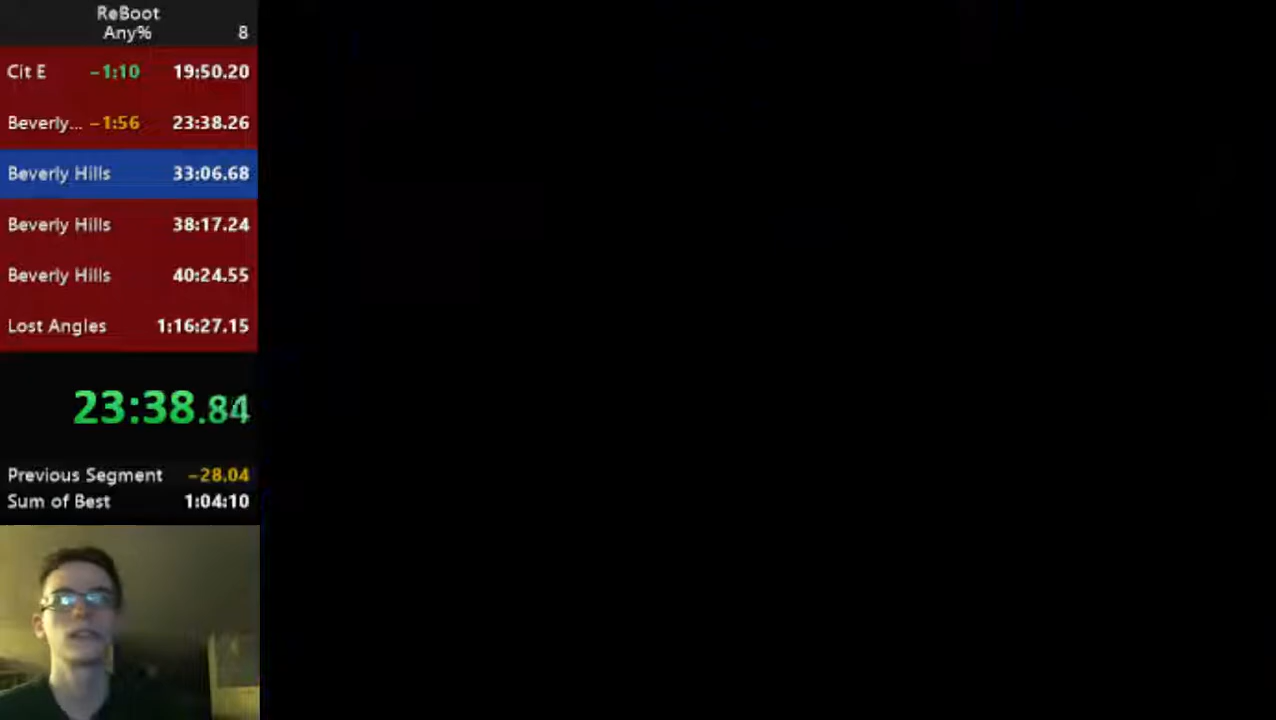 ReBoot
Any% 8
Cit E -1:10 19:50.20
Beverly... -1:56 23:38.26
Beverly Hills 33:06.68
Beverly Hills 38:17.24
Beverly Hills 40:24.55
Lost Angles 1:16:27.15
23:38.84
Previous Segment -28.04
Sum of Best 1:04:10